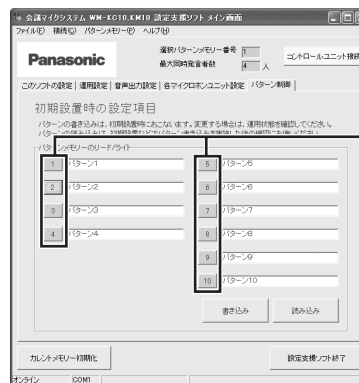 会議マイクシステム WM-KC10,KM10 設定支援ソフト メイン画面
ファイル(F) 接続(C) パターンメモリー(P) ヘルプ(H)
Panasonic
選択パターンメモリー番号 1
最大同時発言者数 4 人
コントロールユニット接続
このソフトの設定 運用設定 音声出力設定 各マイクロホンユニット設定 パターン制御
初期設置時の設定項目
パターンの書き込みは、初期設置時におこないます。変更する場合は、運用状態を確認してください。
パターンメモリーのリード/ライト
1 パターン1
2 パターン2
3 パターン3
4 パターン4
5 パターン5
6 パターン6
7 パターン7
8 パターン8
9 パターン9
10 パターン10
書き込み 読み込み
カレントメモリー初期化
設定支援ソフト終了
オンライン COM1